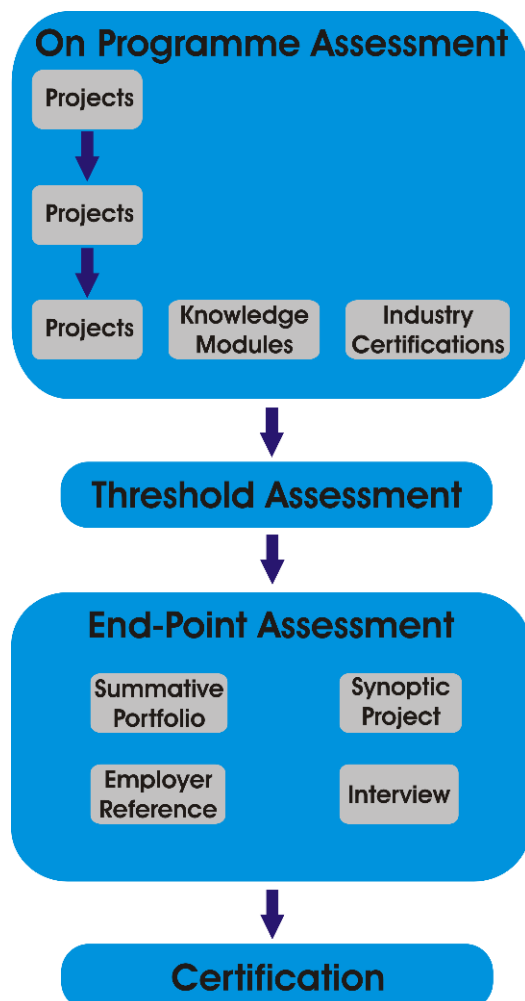 On Programme Assessment
Projects
Projects
Projects
Knowledge
Modules
Industry
Certifications
Threshold Assessment
End-Point Assessment
Summative
Portfolio
Synoptic
Project
Employer
Reference
Interview
Certification